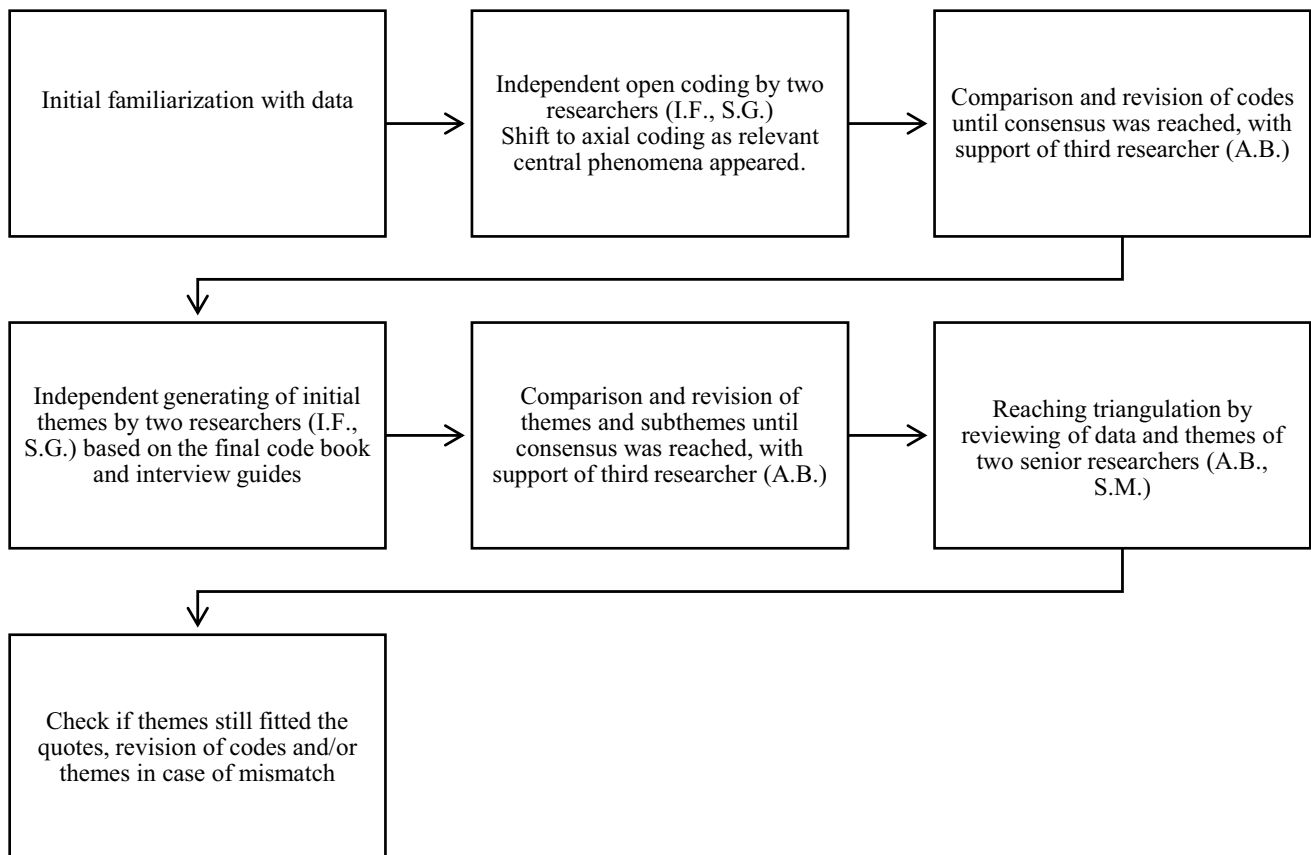 Initial familiarization with data
Independent open coding by two
researchers (I.F., S.G.)
Shift to axial coding as relevant
central phenomena appeared.
Comparison and revision of codes
until consensus was reached, with
support of third researcher (A.B.)
Independent generating of initial
themes by two researchers (I.F.,
S.G.) based on the final code book
and interview guides
Comparison and revision of
themes and subthemes until
consensus was reached, with
support of third researcher (A.B.)
Reaching triangulation by
reviewing of data and themes of
two senior researchers (A.B.,
S.M.)
Check if themes still fitted the
quotes, revision of codes and/or
themes in case of mismatch